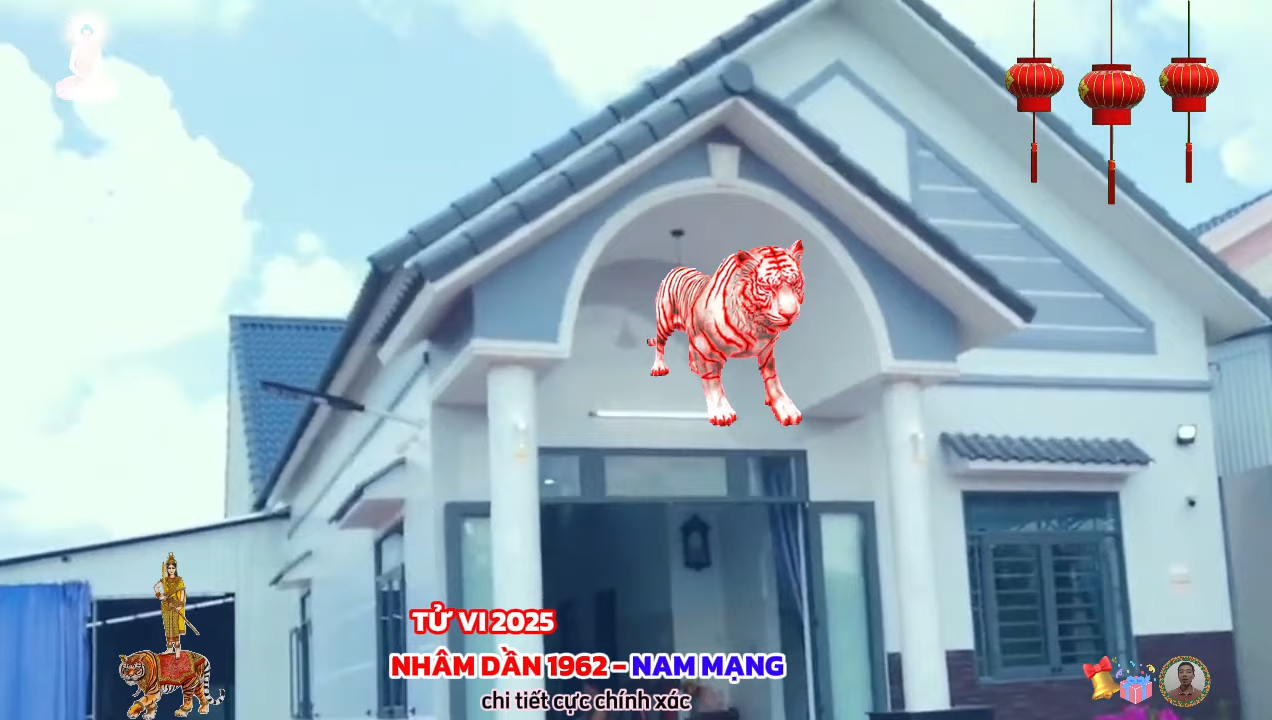 TỬ VI 2025
NHÂM DẦN 1962 – NAM MẠNG
chi tiết cực chính xác